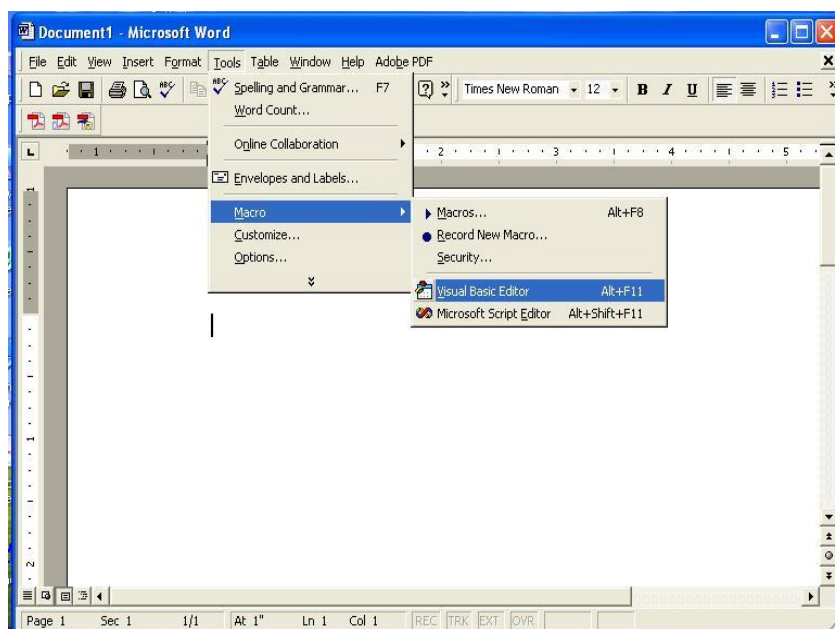 Document1 - Microsoft Word
File Edit View Insert Format Tools Table Window Help Adobe PDF
Spelling and Grammar... F7
Times New Roman 12 B I U
Word Count...
Online Collaboration
1 2 3 4 5
Envelopes and Labels...
Macro
Macros... Alt+F8
Customize...
Record New Macro...
Options...
Security...
Visual Basic Editor Alt+F11
Microsoft Script Editor Alt+Shift+F11
1
2
Page 1 Sec 1 1/1 At 1" Ln 1 Col 1 REC TRK EXT OVR